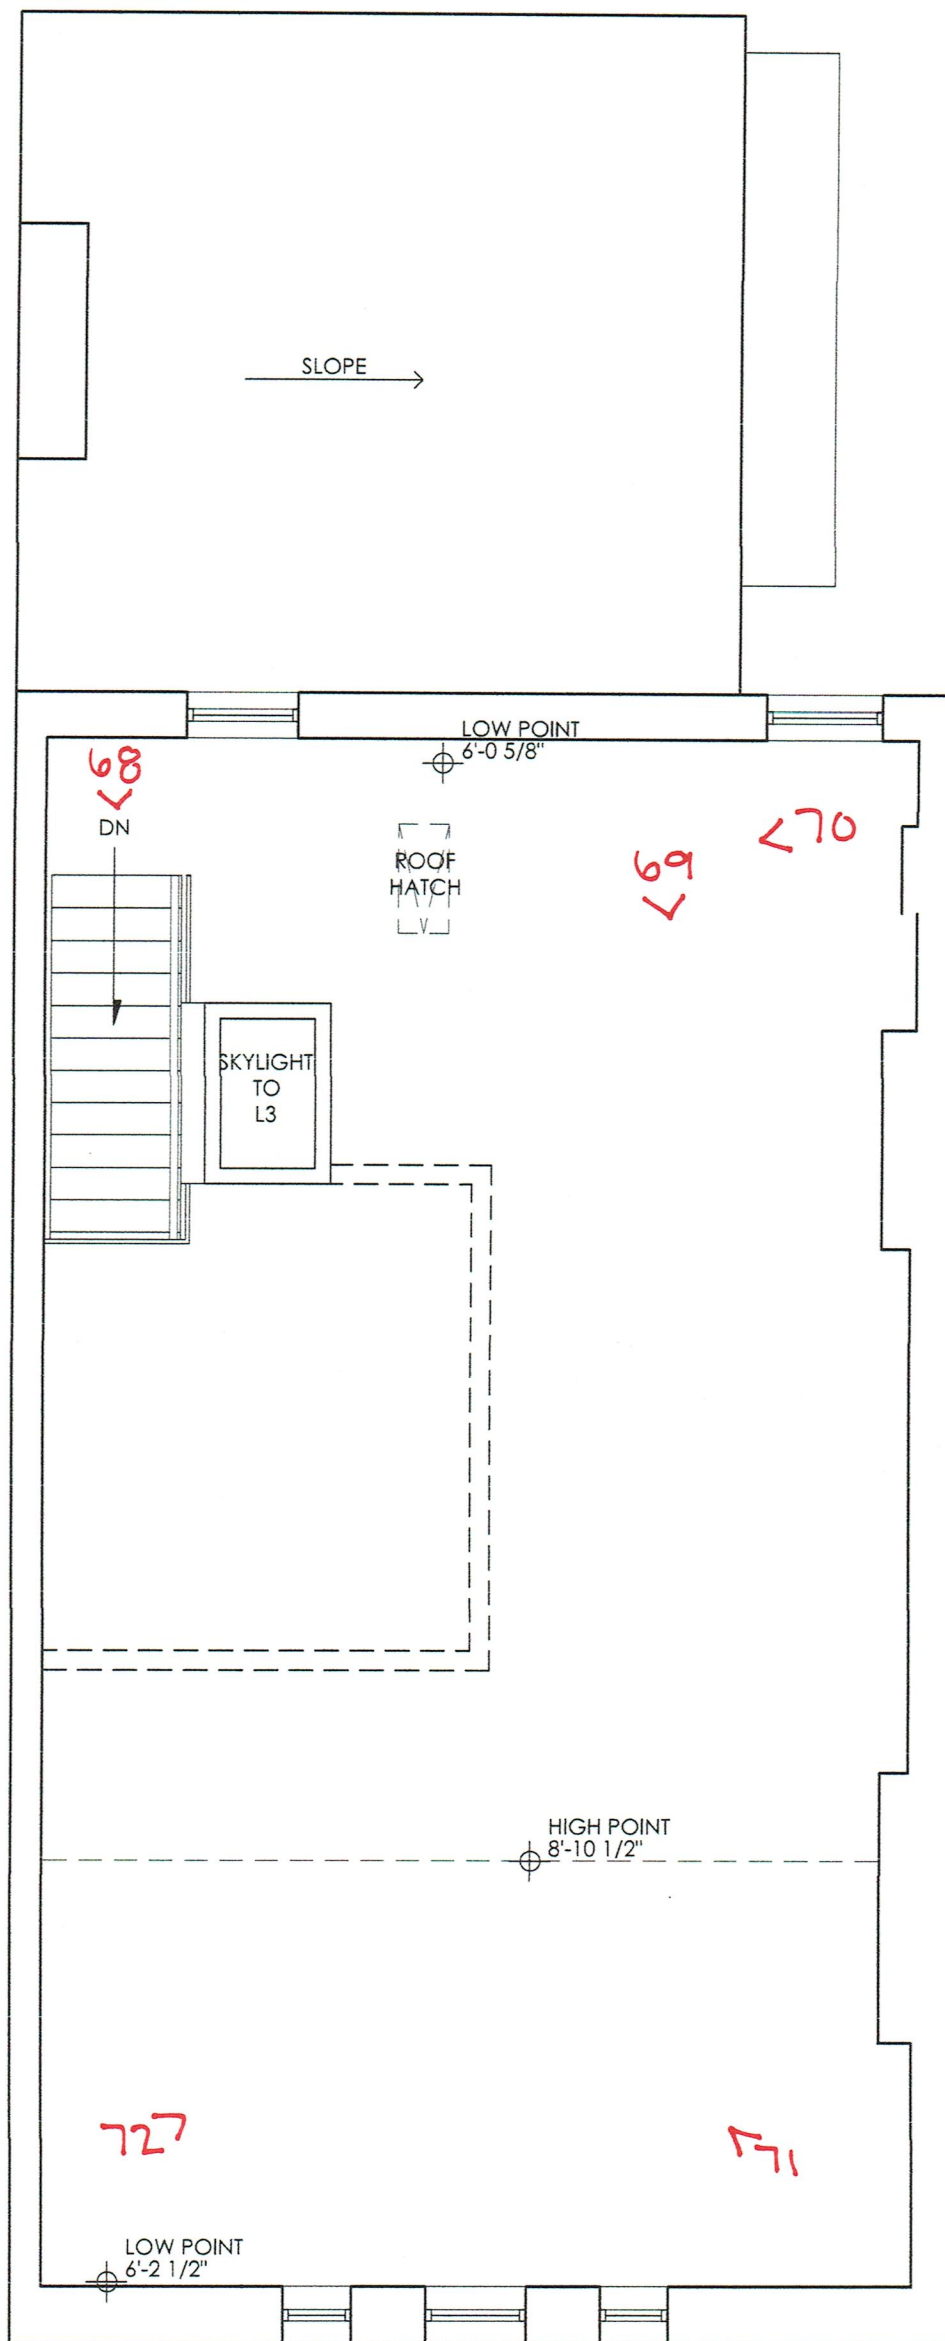 SLOPE
LOW POINT
6'-0 5/8"
68
DN
70
69
ROOF
HATCH
SKYLIGHT
TO
L3
HIGH POINT
8'-10 1/2"
72
71
LOW POINT
6'-2 1/2"